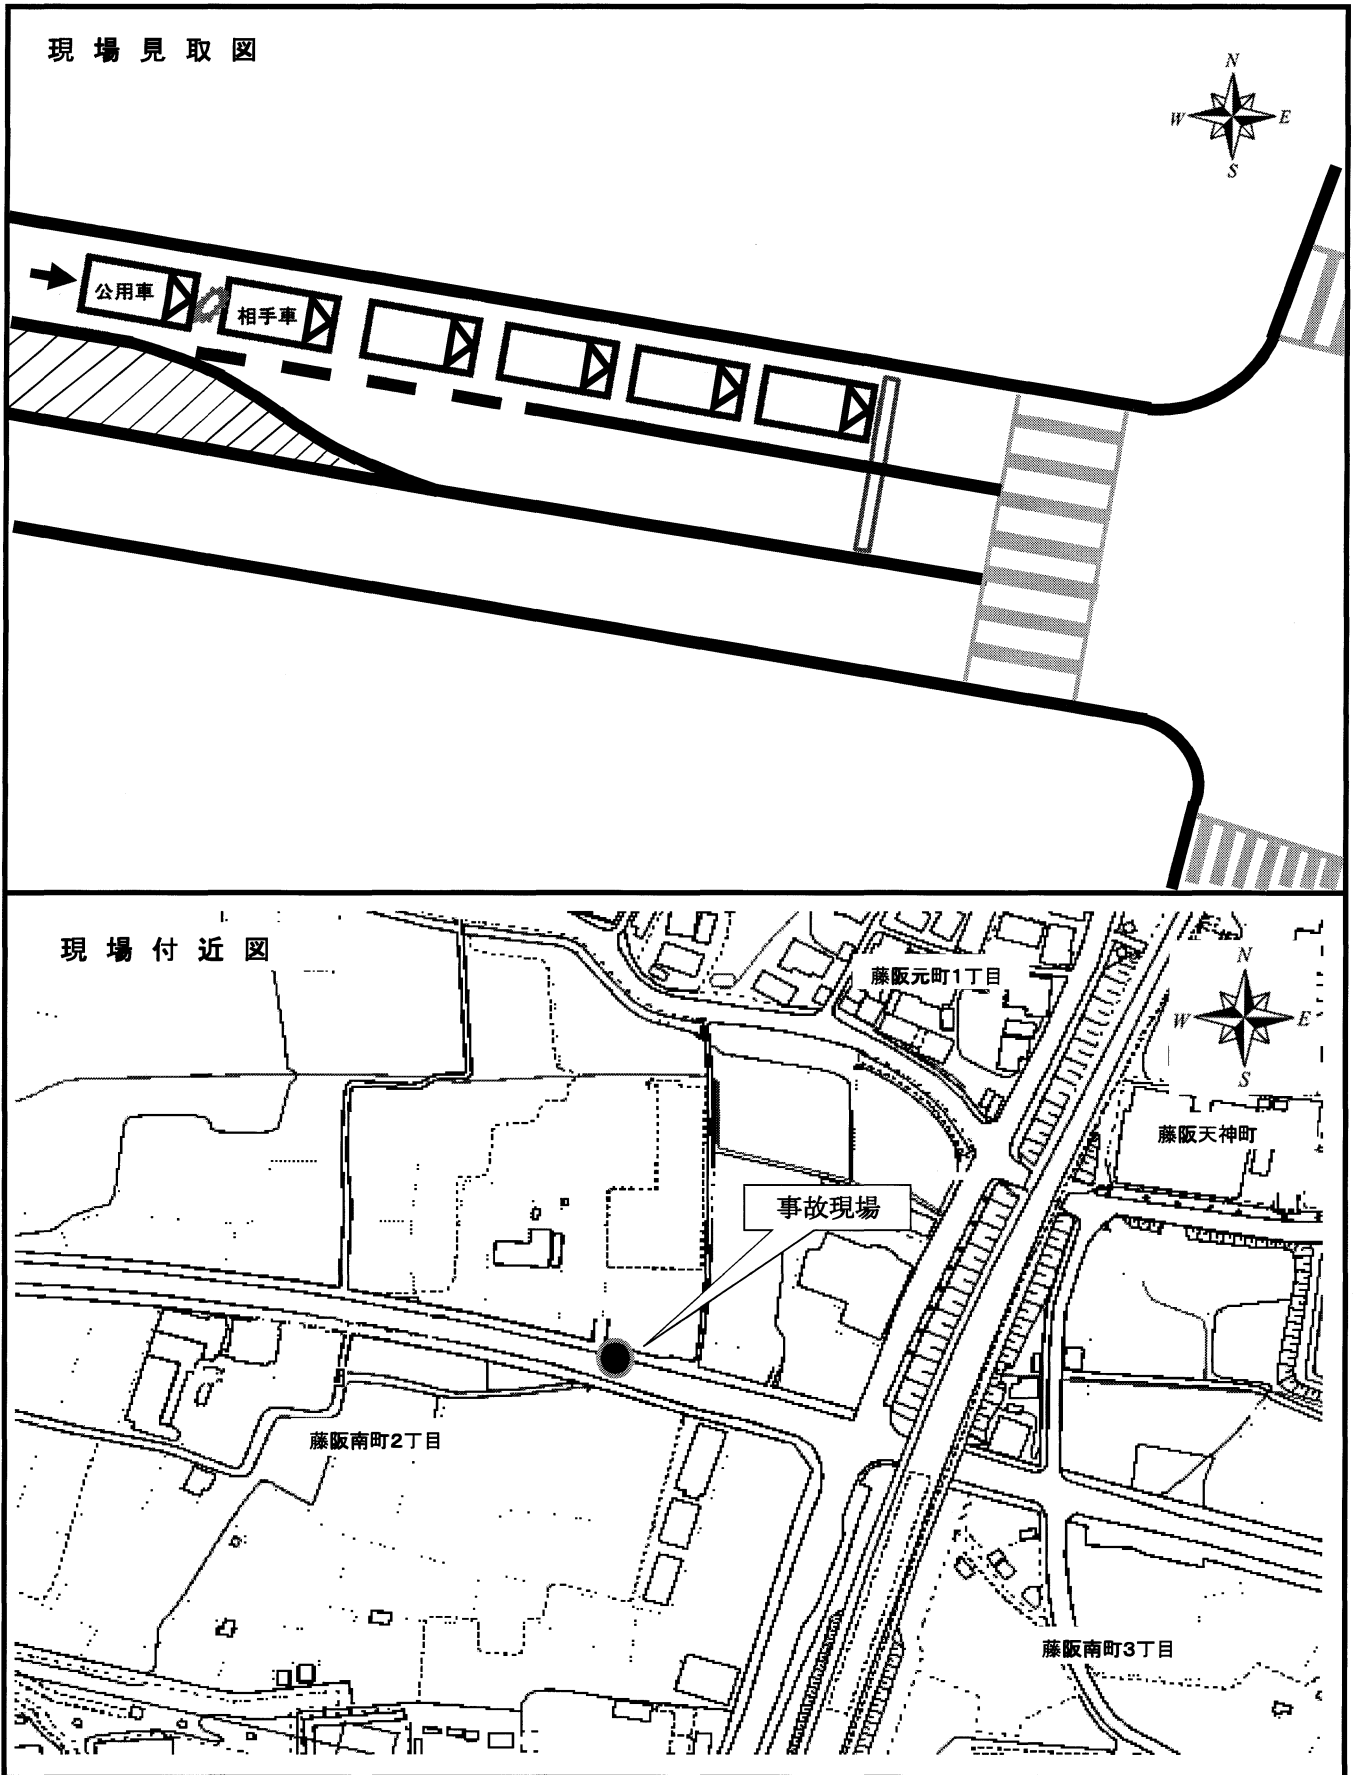 現場見取図
N
W E
S
公用車
相手車
現場付近図
藤阪元町1丁目
N
W E
S
藤阪天神町
事故現場
藤阪南町2丁目
藤阪南町3丁目